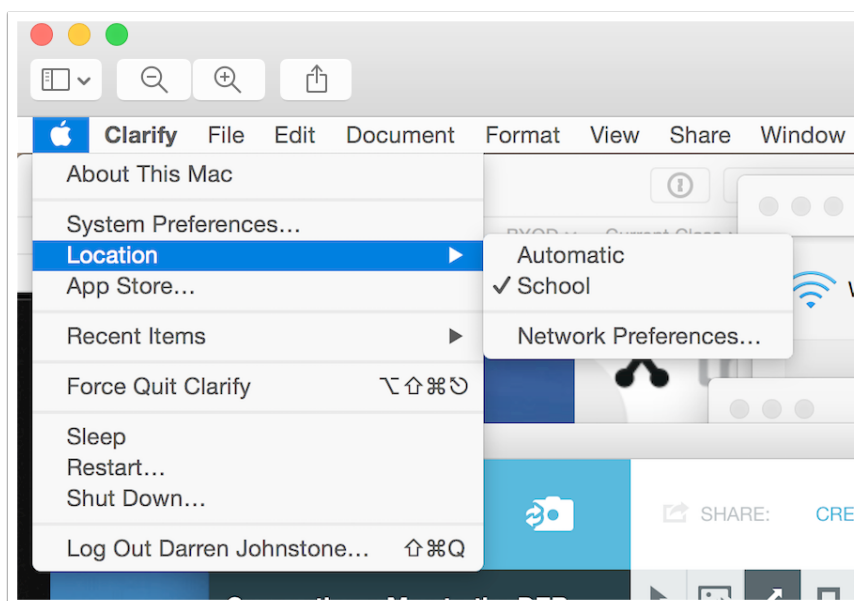 Clarify File Edit Document Format View Share Window
About This Mac
System Preferences...
Location
App Store...
Recent Items
Force Quit Clarify ⌥⇧⌘⎋
Sleep
Restart...
Shut Down...
Log Out Darren Johnstone... ⇧⌘Q
Automatic
✓ School
Network Preferences...
SHARE: CRE